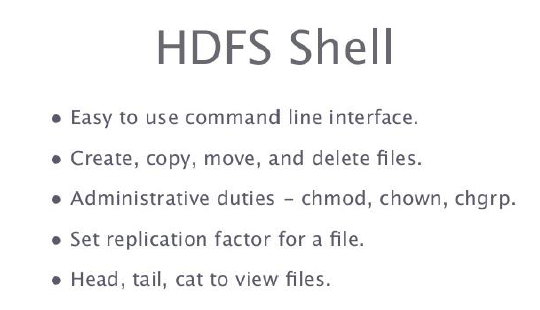 HDFS Shell
• Easy to use command line interface.
• Create, copy, move, and delete files.
• Administrative duties - chmod, chown, chgrp.
• Set replication factor for a file.
• Head, tail, cat to view files.